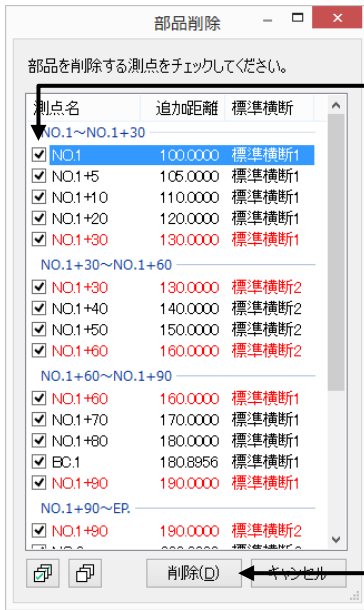 部品削除
部品を削除する測点をチェックしてください。
測点名 追加距離 標準横断
NO.1～NO.1+30
NO.1 100.0000 標準横断1
NO.1+5 105.0000 標準横断1
NO.1+10 110.0000 標準横断1
NO.1+20 120.0000 標準横断1
NO.1+30 130.0000 標準横断1
NO.1+30～NO.1+60
NO.1+30 130.0000 標準横断2
NO.1+40 140.0000 標準横断2
NO.1+50 150.0000 標準横断2
NO.1+60 160.0000 標準横断2
NO.1+60～NO.1+90
NO.1+60 160.0000 標準横断1
NO.1+70 170.0000 標準横断1
NO.1+80 180.0000 標準横断1
BC.1 180.8956 標準横断1
NO.1+90 190.0000 標準横断1
NO.1+90～EP.
NO.1+90 190.0000 標準横断2
削除(D) キャンセル